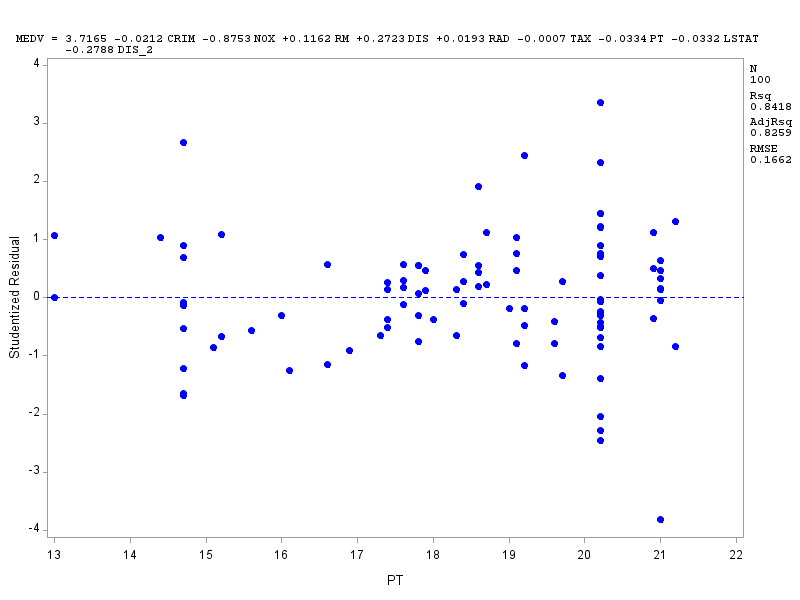 MEDV = 3.7165 -0.0212 CRIM -0.8753 NOX +0.1162 RM +0.2723 DIS +0.0193 RAD -0.0007 TAX -0.0334 PT -0.0332 LSTAT
-0.2788 DIS_2
N
100
Rsq
0.8418
AdjRsq
0.8259
RMSE
0.1662
Studentized Residual
4
3
2
1
0
-1
-2
-3
-4
13 14 15 16 17 18 19 20 21 22
PT